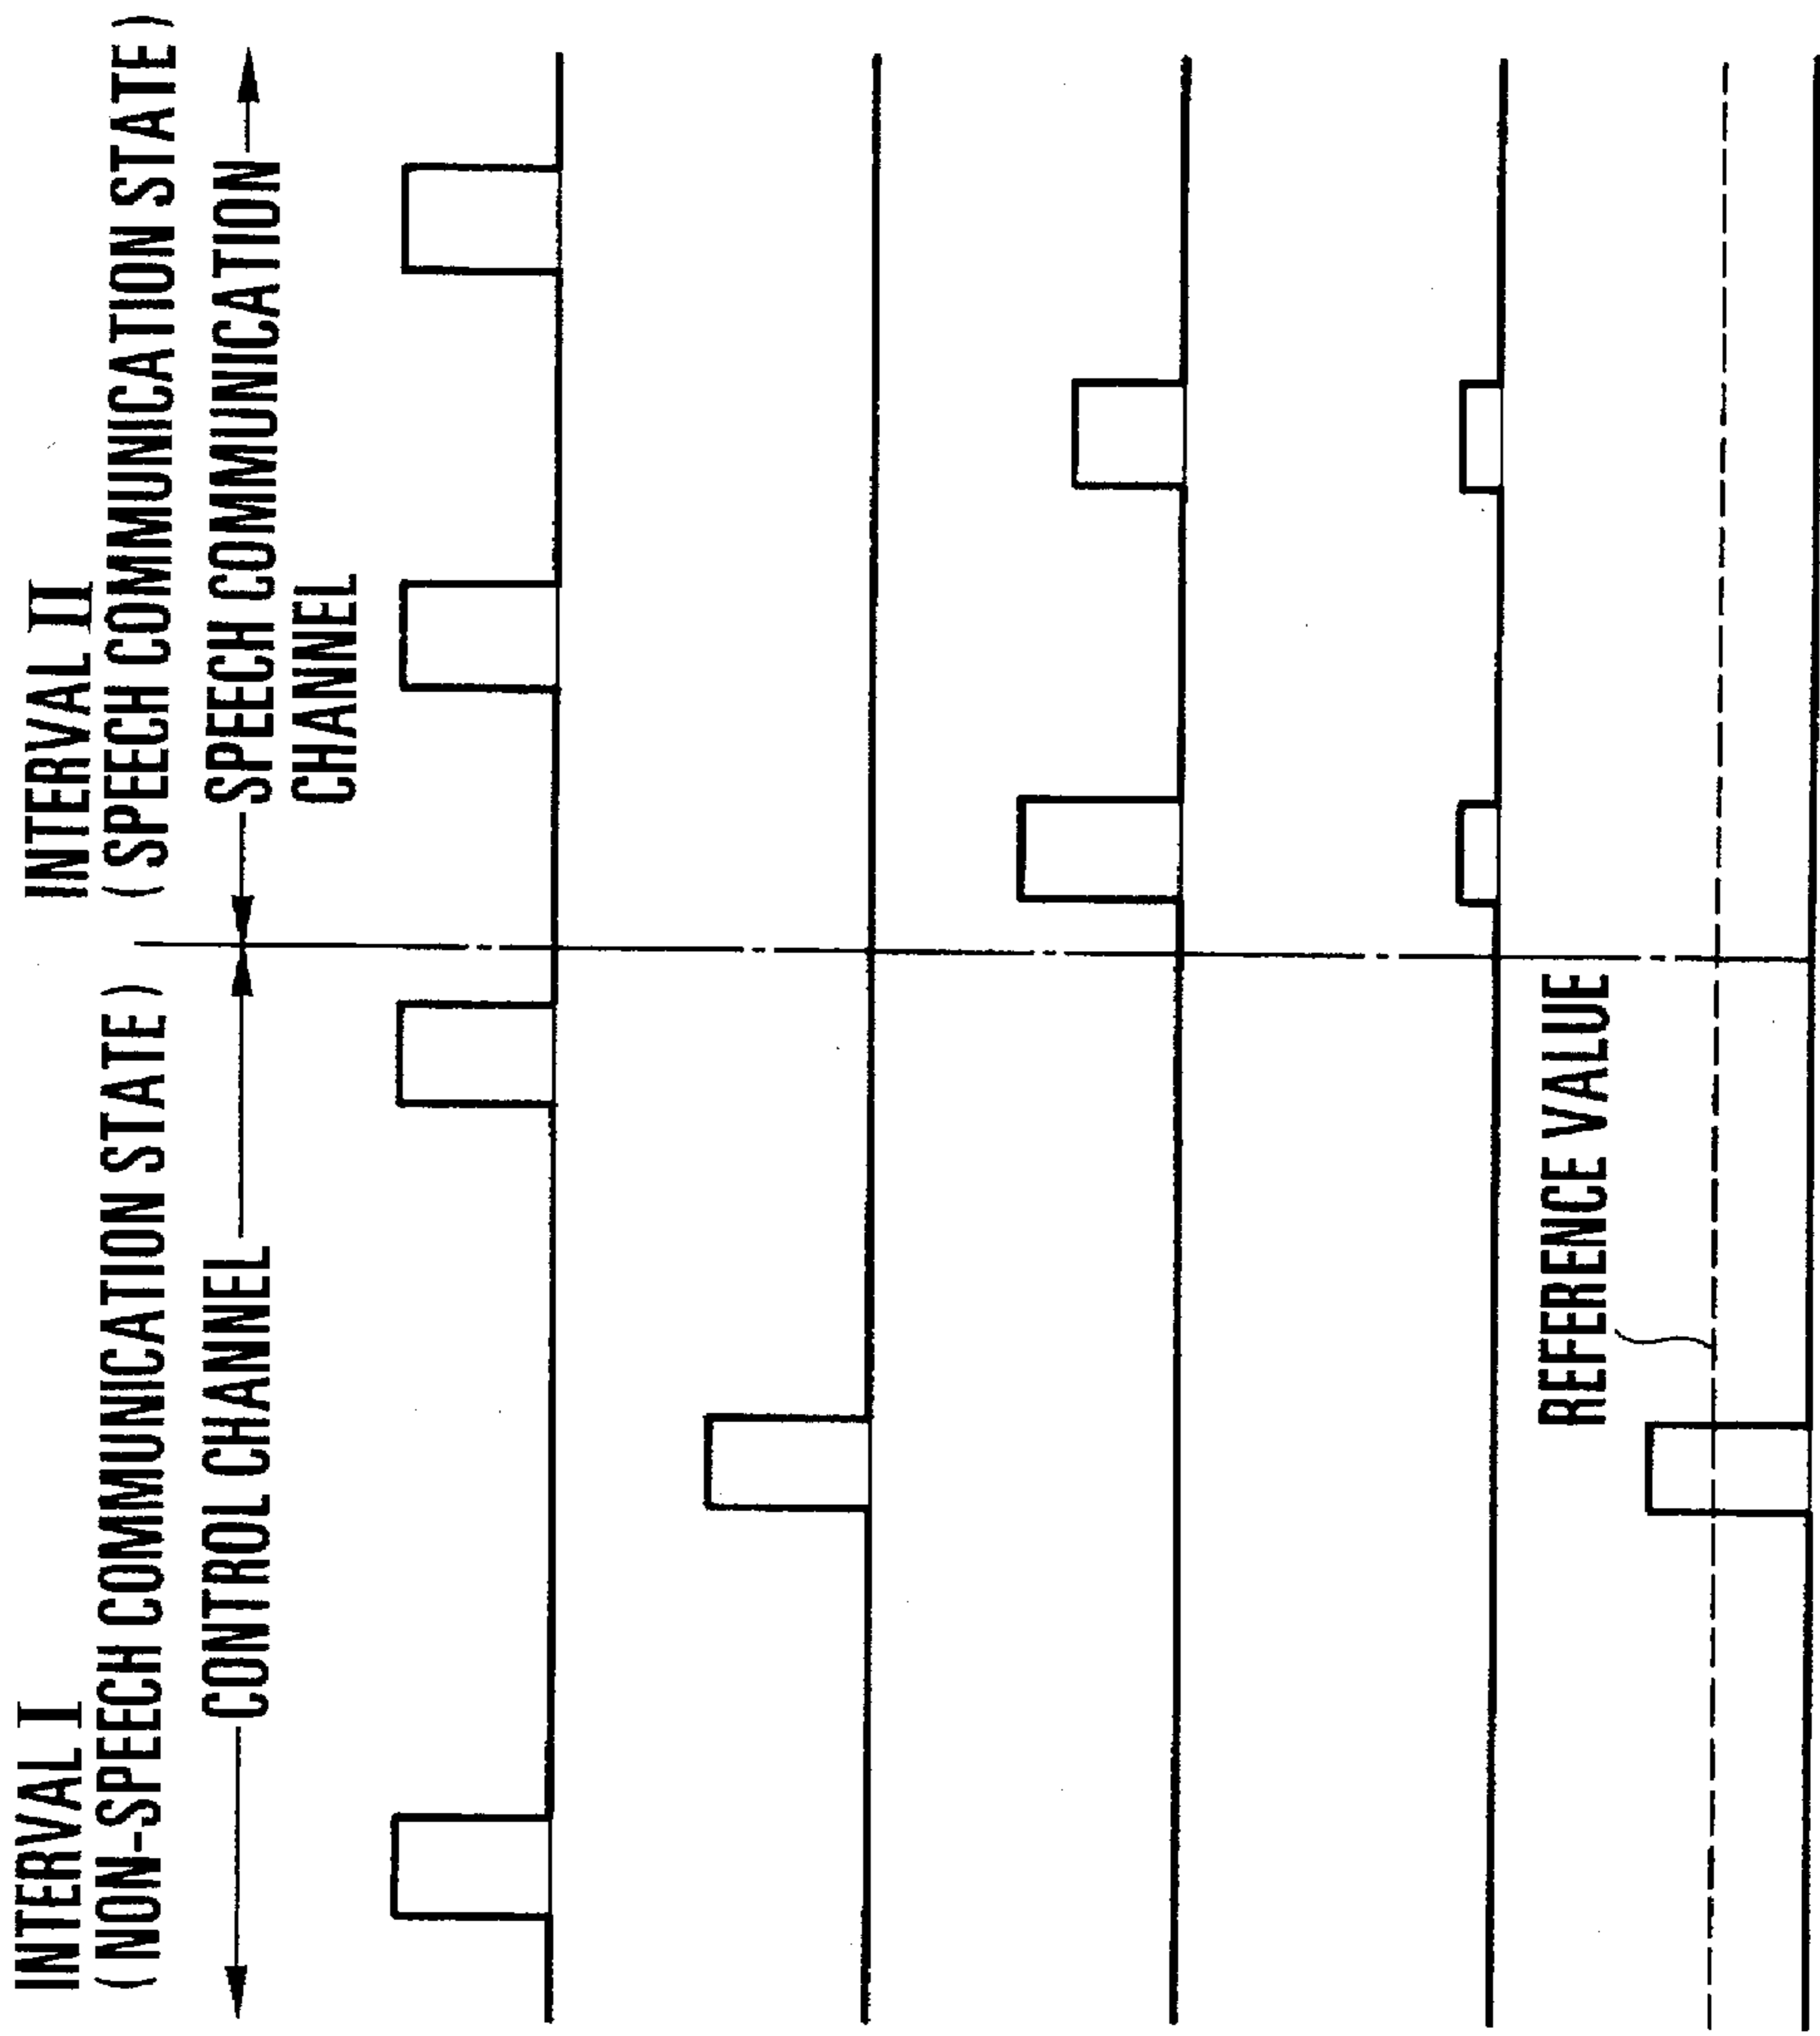 INTERVAL I
(NON-SPEECH COMMUNICATION STATE)
CONTROL CHANNEL
INTERVAL II
(SPEECH COMMUNICATION STATE)
SPEECH COMMUNICATION
CHANNEL
REFERENCE VALUE